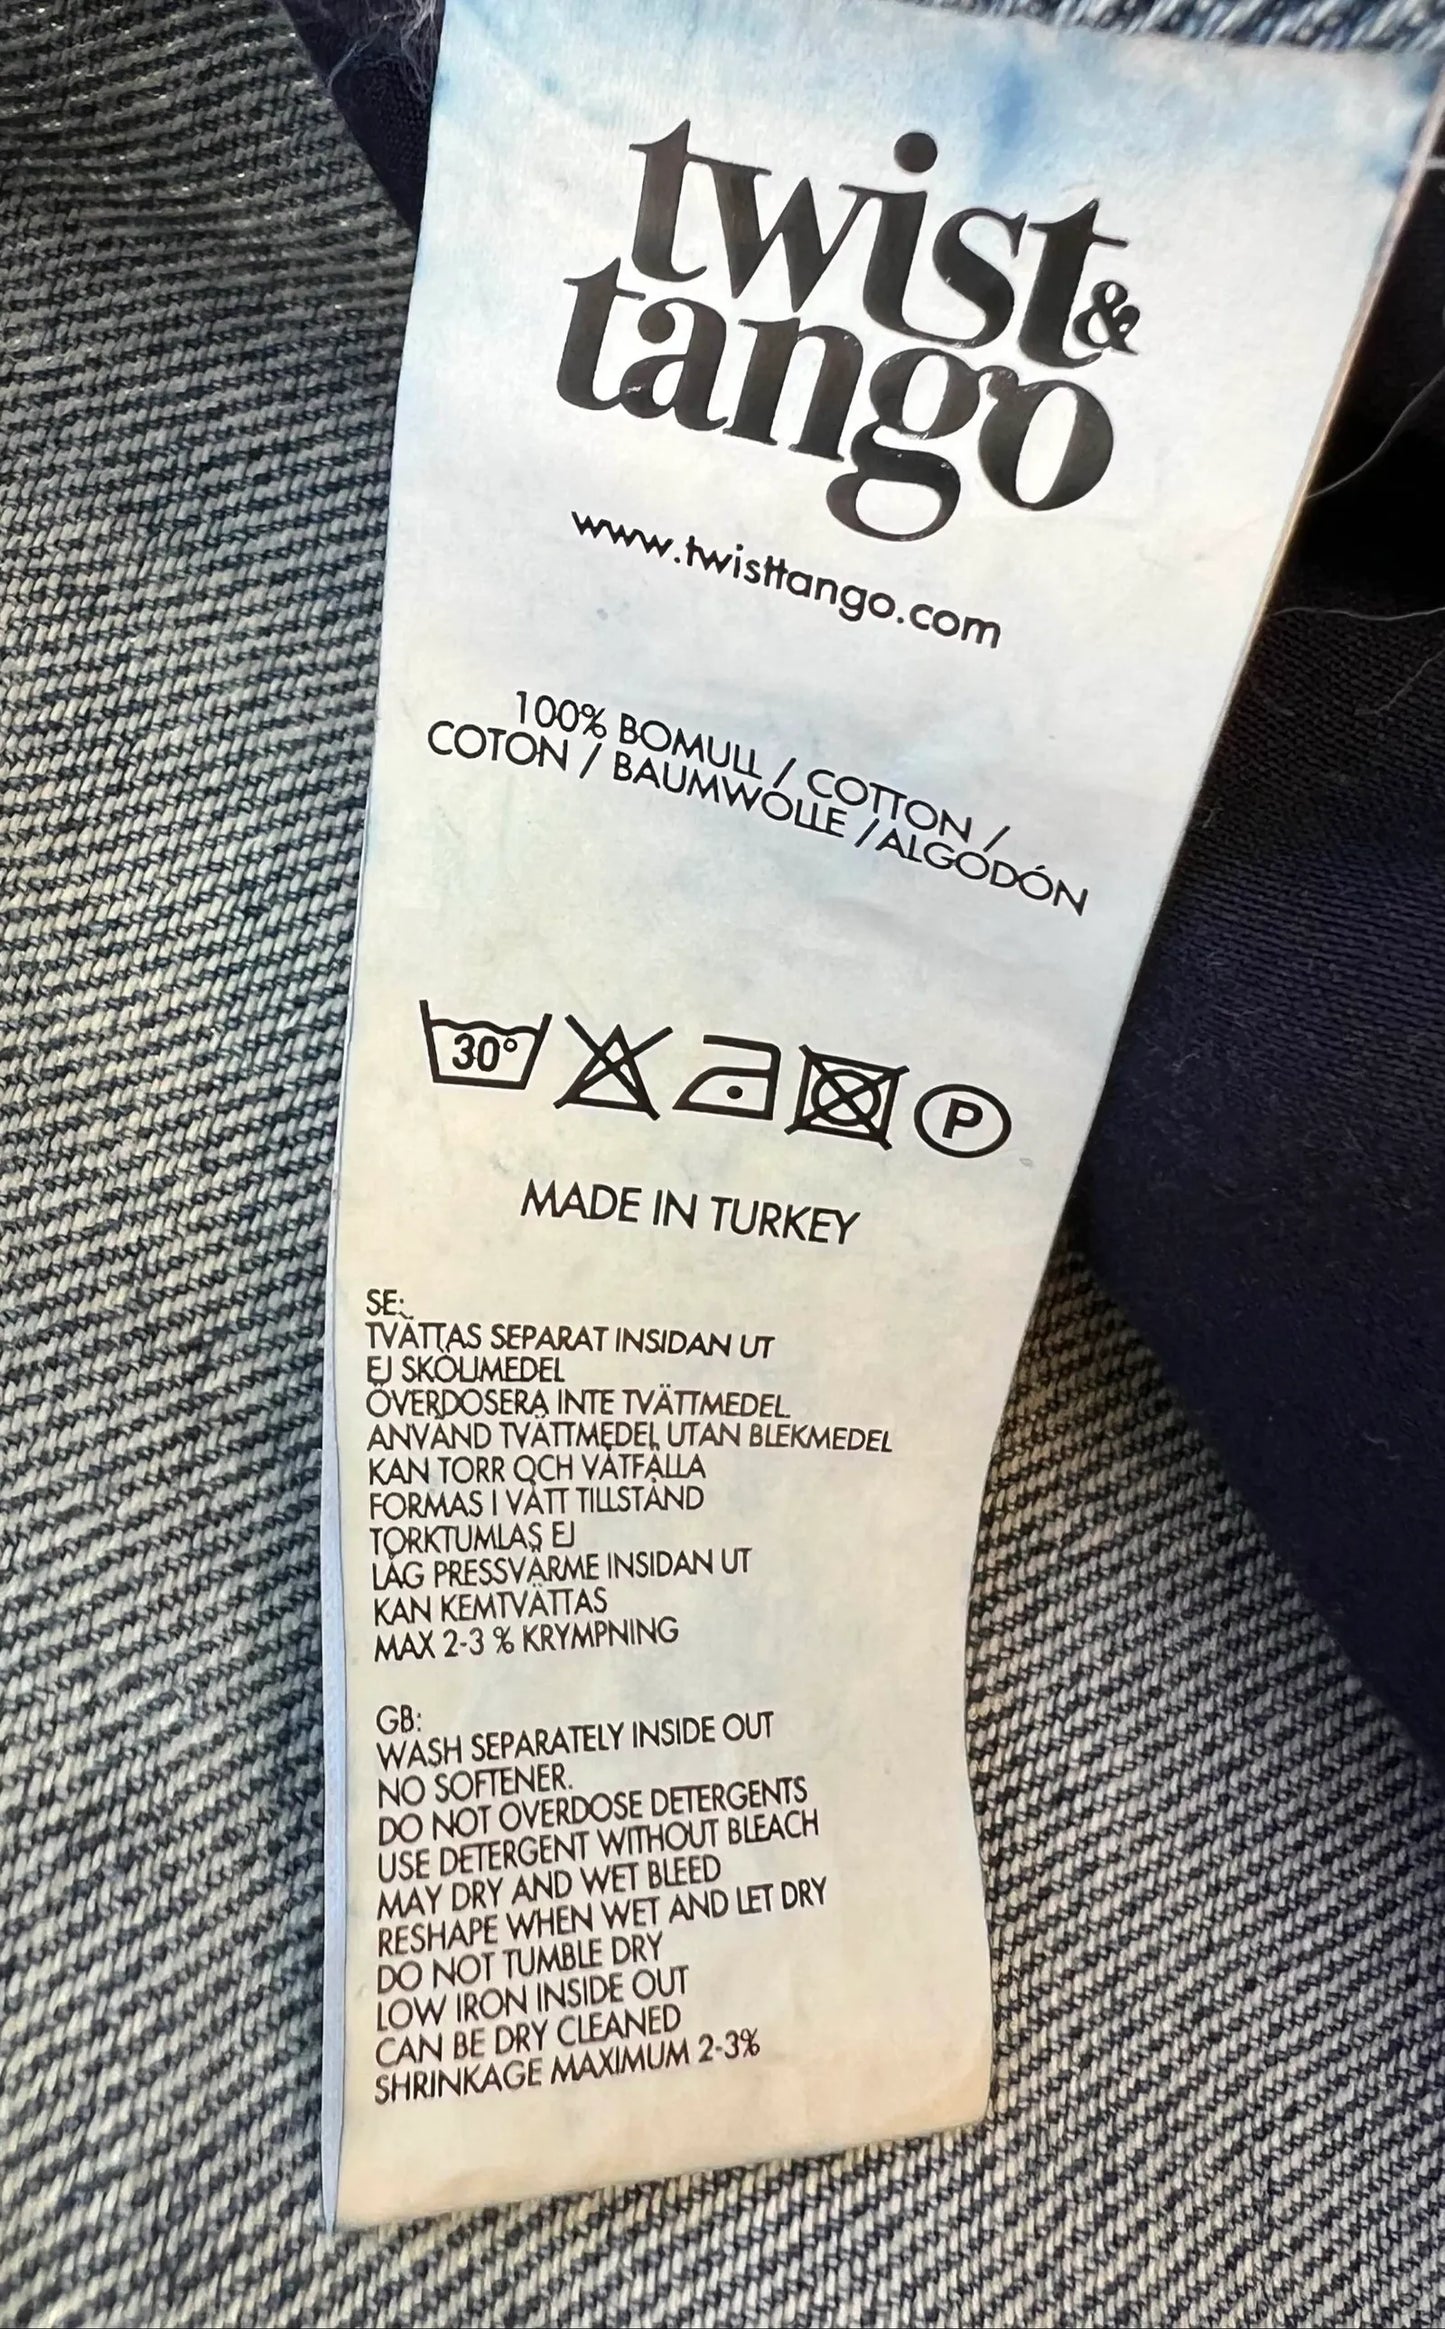 twist&
tango
www.twisttango.com
100% BOMULL / COTTON /
COTON / BAUMWOLLE /ALGODÓN
30°
P
MADE IN TURKEY
SE:
TVÄTTAS SEPARAT INSIDAN UT
EJ SKÖLJMEDEL
ÖVERDOSERA INTE TVÄTTMEDEL
ANVÄND TVÄTTMEDEL UTAN BLEKMEDEL
KAN TORR OCH VÅTFÄLLA
FORMAS I VÅTT TILLSTÅND
TORKTUMLAS EJ
LÅG PRESSVÄRME INSIDAN UT
KAN KEMTVÄTTAS
MAX 2-3 % KRYMPNING
GB:
WASH SEPARATELY INSIDE OUT
NO SOFTENER.
DO NOT OVERDOSE DETERGENTS
USE DETERGENT WITHOUT BLEACH
MAY DRY AND WET BLEED
RESHAPE WHEN WET AND LET DRY
DO NOT TUMBLE DRY
LOW IRON INSIDE OUT
CAN BE DRY CLEANED
SHRINKAGE MAXIMUM 2-3%